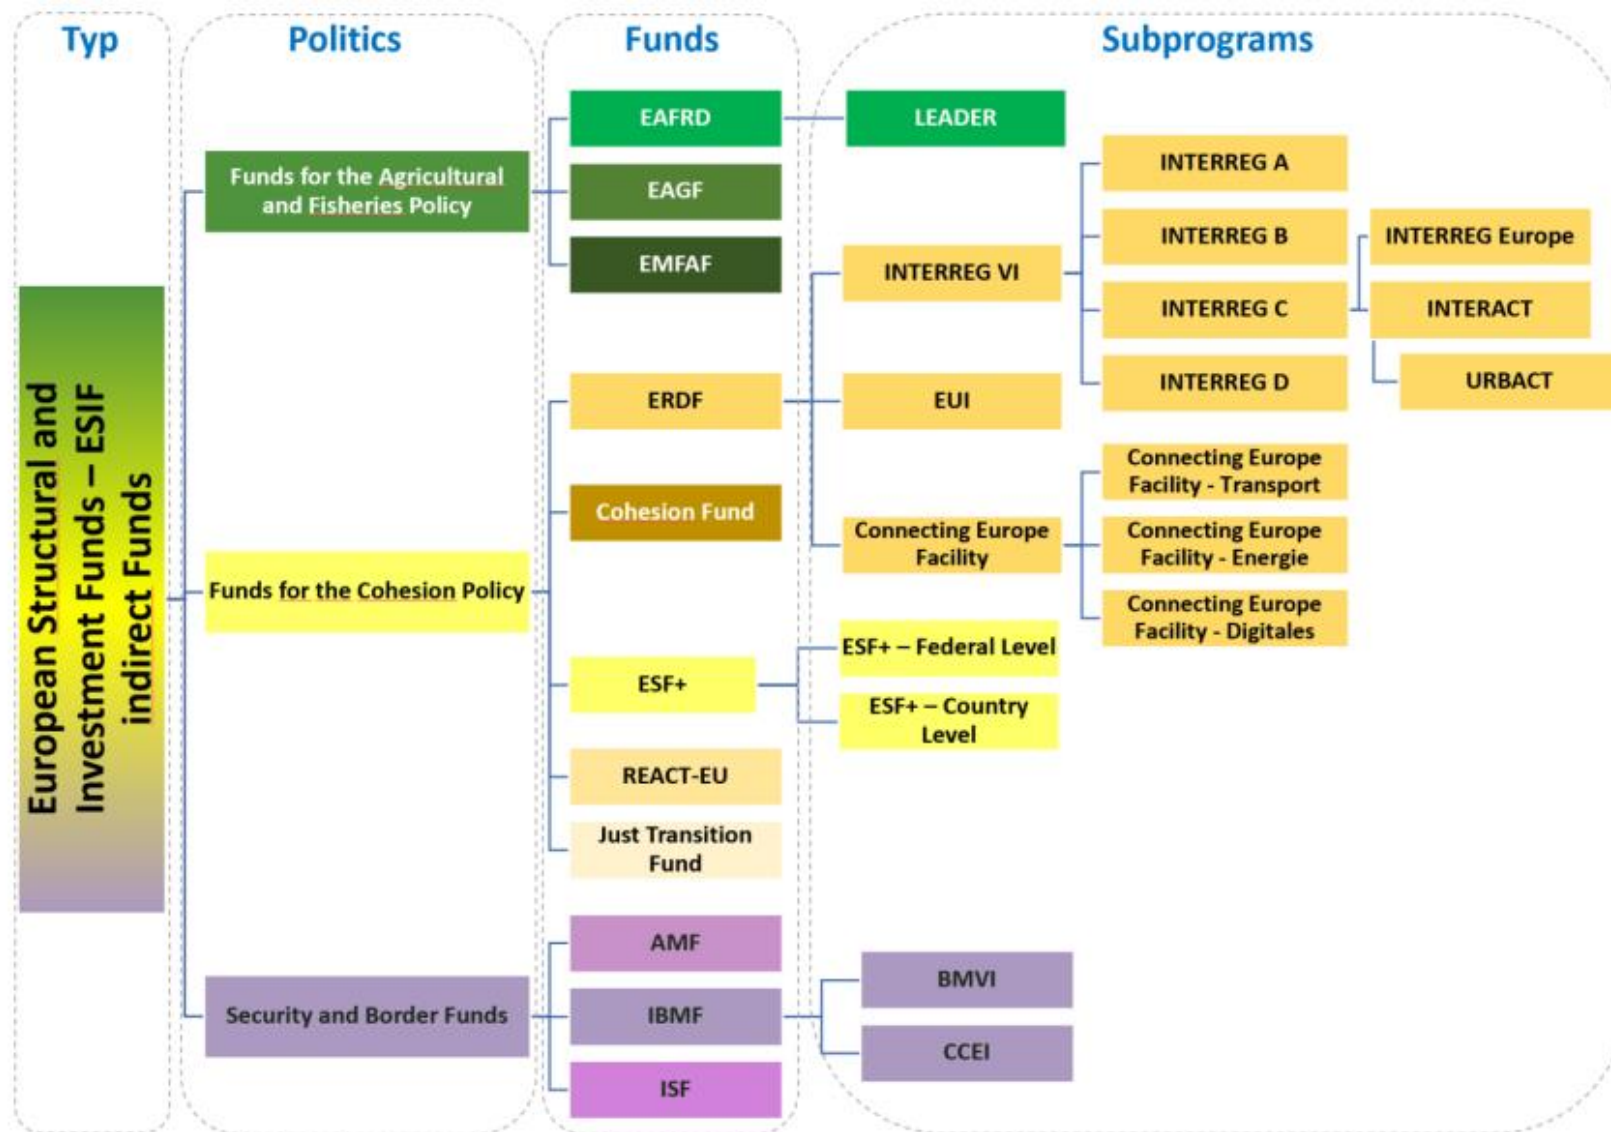 Typ
Politics
Funds
Subprograms
European Structural and
Investment Funds – ESIF
indirect Funds
Funds for the Agricultural
and Fisheries Policy
EAFRD
LEADER
EAGF
EMFAF
Funds for the Cohesion Policy
ERDF
INTERREG VI
INTERREG A
INTERREG B
INTERREG C
INTERREG Europe
INTERACT
URBACT
INTERREG D
EUI
Connecting Europe
Facility
Connecting Europe
Facility - Transport
Connecting Europe
Facility - Energie
Connecting Europe
Facility - Digitales
Cohesion Fund
ESF+
ESF+ – Federal Level
ESF+ – Country
Level
REACT-EU
Just Transition
Fund
Security and Border Funds
AMF
IBMF
BMVI
CCEI
ISF